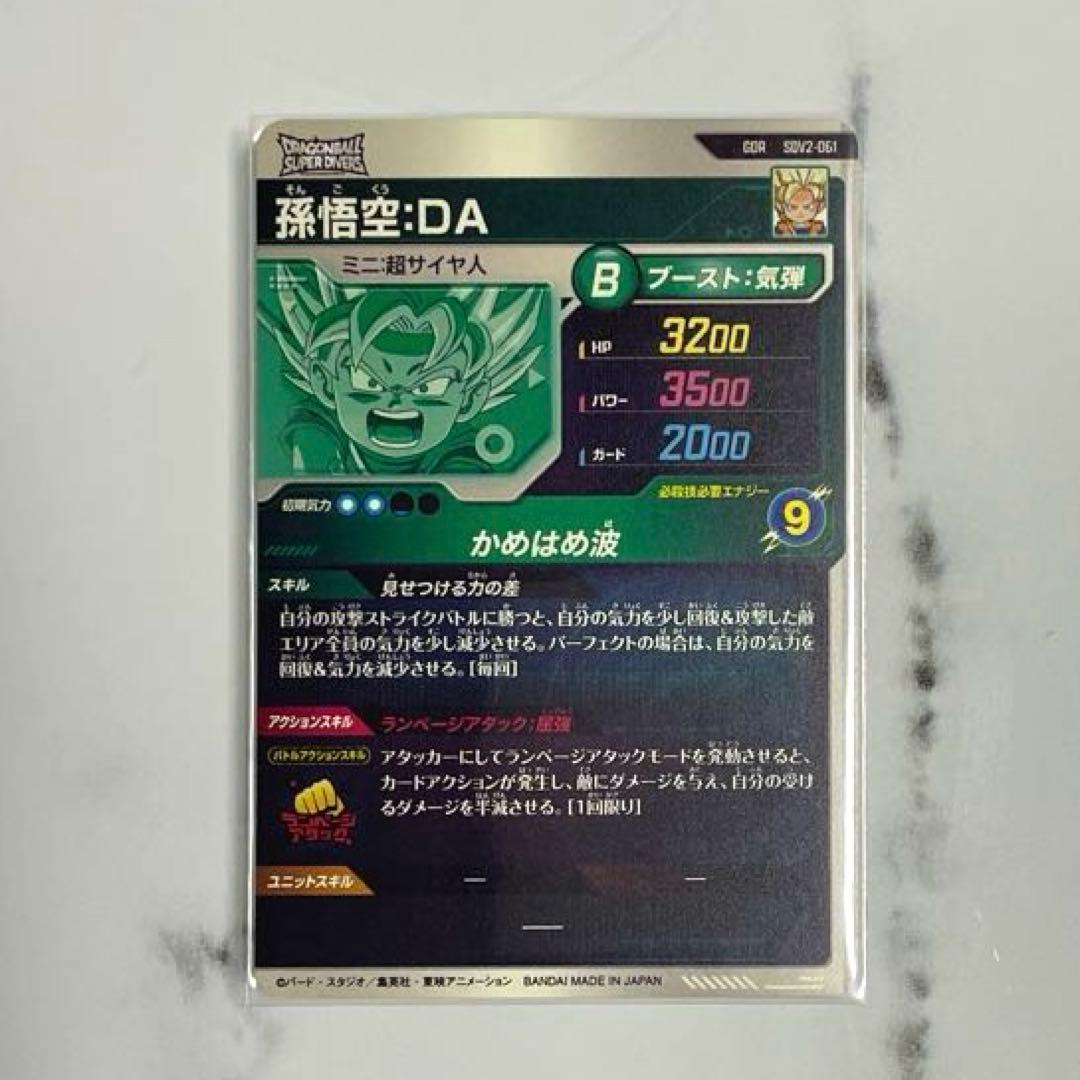 DRAGONBALL
SUPER DIVERS
GDR SDV2-061
そん ご くう
孫悟空:DA
ミニ:超サイヤ人
B ブースト:気弾
HP 3200
パワー 3500
ガード 2000
初期気力
必殺技必要エナジー
9
かめはめ波
スキル 見せつける力の差
自分の攻撃ストライクバトルに勝つと、自分の気力を少し回復&攻撃した敵
エリア全員の気力を少し減少させる。パーフェクトの場合は、自分の気力を
回復&気力を減少させる。[毎回]
アクションスキル ランページアタック:屈強
バトルアクションスキル
アタッカーにしてランページアタックモードを発動させると、
カードアクションが発生し、敵にダメージを与え、自分の受け
るダメージを半減させる。[1回限り]
ランページ
アタック
ユニットスキル — —
—
©バード・スタジオ/集英社・東映アニメーション BANDAI MADE IN JAPAN